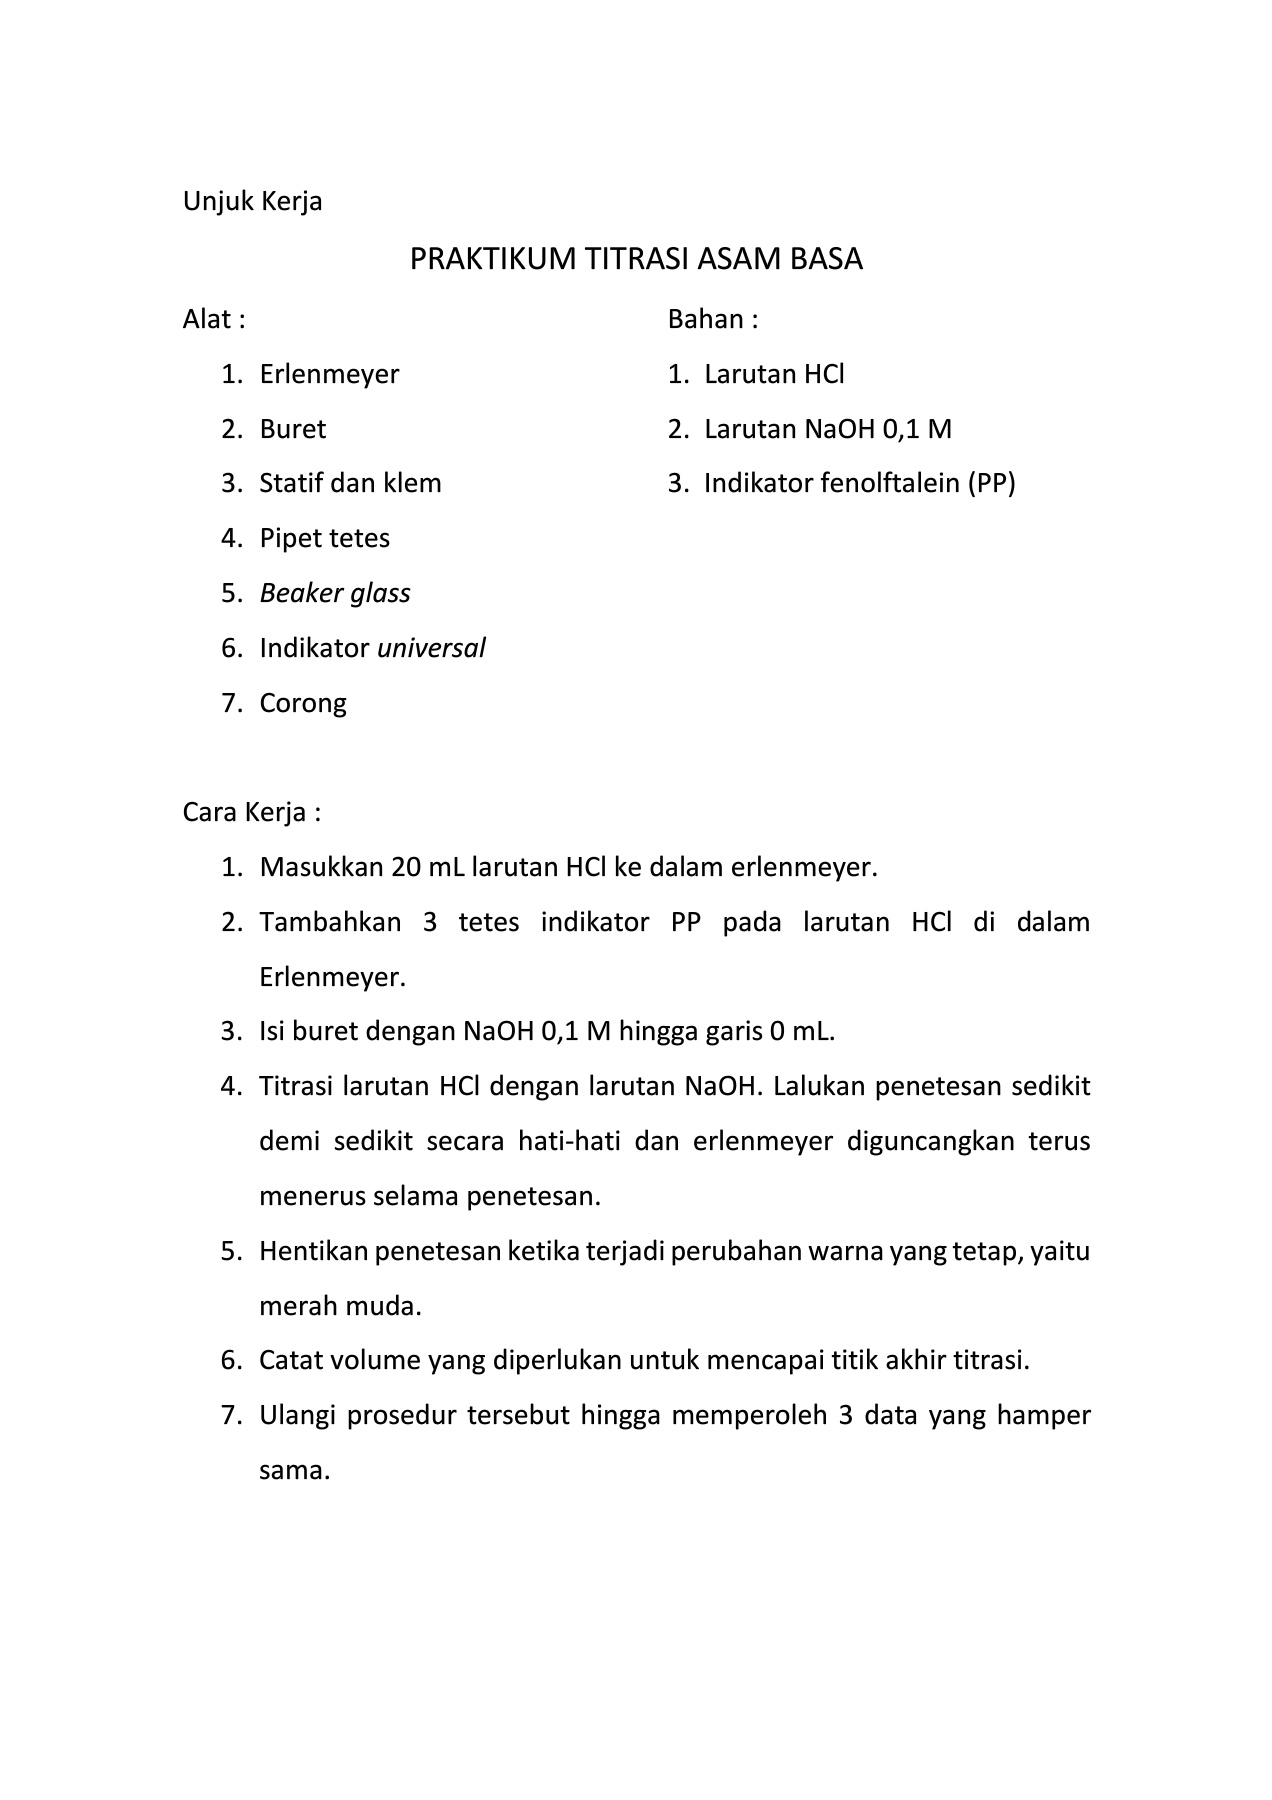 Unjuk Kerja
PRAKTIKUM TITRASI ASAM BASA
Alat :
1. Erlenmeyer
2. Buret
3. Statif dan klem
4. Pipet tetes
5. Beaker glass
6. Indikator universal
7. Corong
Bahan :
1. Larutan HCl
2. Larutan NaOH 0,1 M
3. Indikator fenolftalein (PP)
Cara Kerja :
1. Masukkan 20 mL larutan HCl ke dalam erlenmeyer.
2. Tambahkan 3 tetes indikator PP pada larutan HCl di dalam
Erlenmeyer.
3. Isi buret dengan NaOH 0,1 M hingga garis 0 mL.
4. Titrasi larutan HCl dengan larutan NaOH. Lalukan penetesan sedikit
demi sedikit secara hati-hati dan erlenmeyer diguncangkan terus
menerus selama penetesan.
5. Hentikan penetesan ketika terjadi perubahan warna yang tetap, yaitu
merah muda.
6. Catat volume yang diperlukan untuk mencapai titik akhir titrasi.
7. Ulangi prosedur tersebut hingga memperoleh 3 data yang hamper
sama.